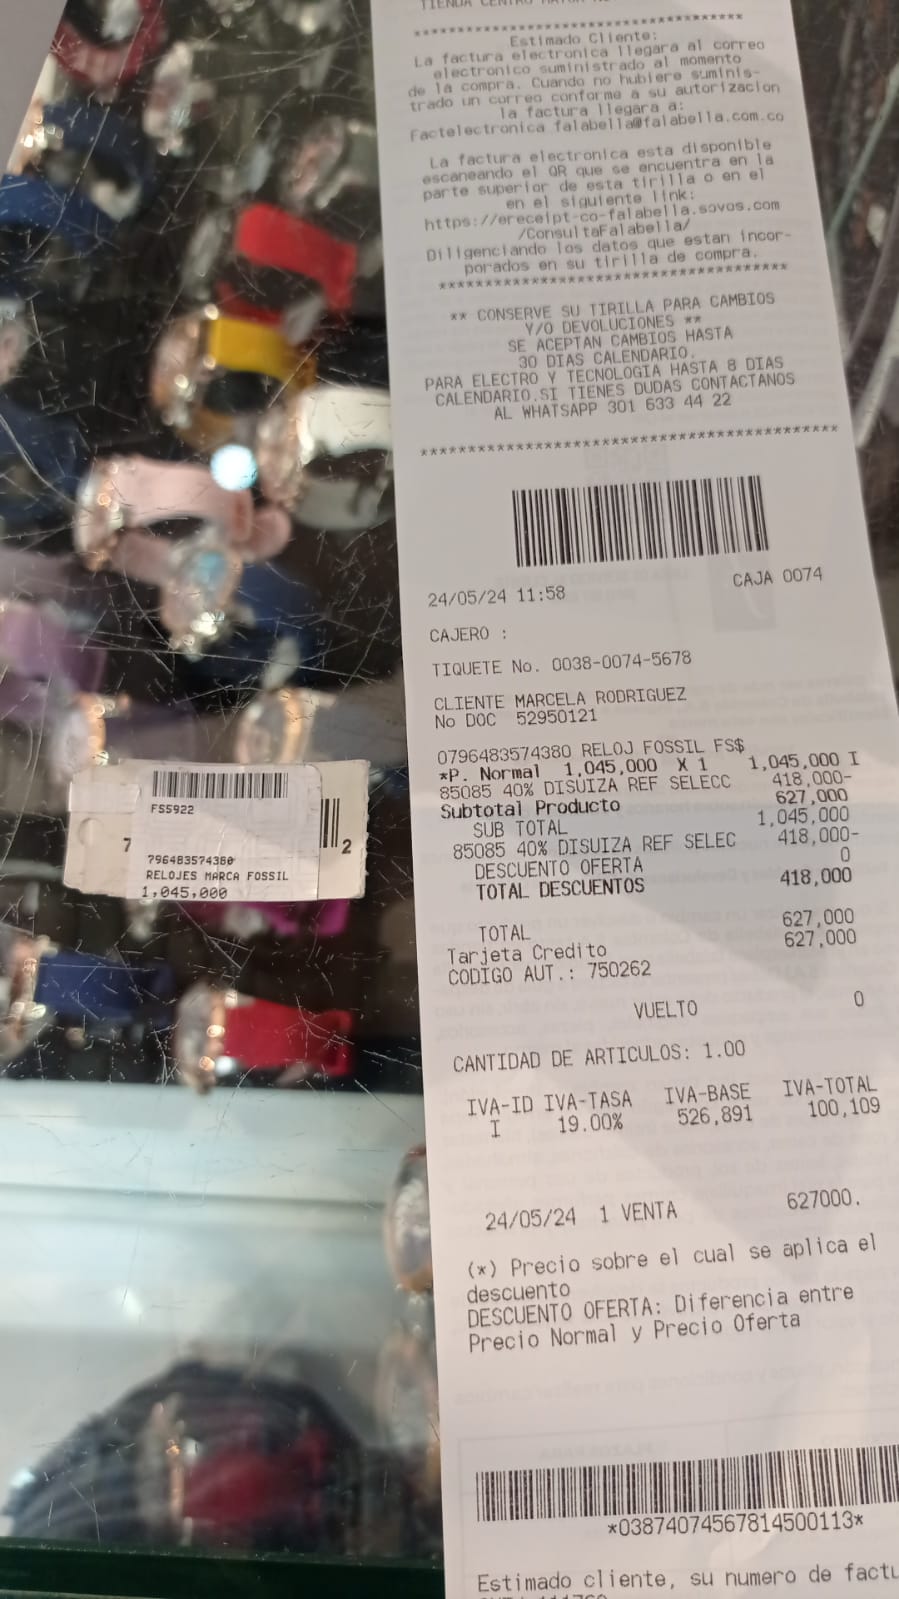 TIENDA CENTRO MAYOR
****************************************
Estimado Cliente:
La factura electronica llegara al correo
electronico suministrado al momento
de la compra. Cuando no hubiere suminis-
trado un correo conforme a su autorizacion
la factura llegara a:
Factelectronica_falabella@falabella.com.co
La factura electronica esta disponible
escaneando el QR que se encuentra en la
parte superior de esta tirilla o en el
en el siguiente link:
https://ereceipt-co-falabella.sovos.com
/ConsultaFalabella/
Diligenciando los datos que estan incor-
porados en su tirilla de compra.
****************************************
** CONSERVE SU TIRILLA PARA CAMBIOS
Y/O DEVOLUCIONES **
SE ACEPTAN CAMBIOS HASTA
30 DIAS CALENDARIO.
PARA ELECTRO Y TECNOLOGIA HASTA 8 DIAS
CALENDARIO.SI TIENES DUDAS CONTACTANOS
AL WHATSAPP 301 633 44 22
****************************************
24/05/24 11:58 CAJA 0074
CAJERO :
TIQUETE No. 0038-0074-5678
CLIENTE MARCELA RODRIGUEZ
No DOC 52950121
0796483574380 RELOJ FOSSIL FS$
*P. Normal 1,045,000 X 1 1,045,000 I
85085 40% DISUIZA REF SELECC 418,000-
Subtotal Producto 627,000
SUB TOTAL 1,045,000
85085 40% DISUIZA REF SELEC 418,000-
DESCUENTO OFERTA 0
TOTAL DESCUENTOS 418,000
TOTAL 627,000
Tarjeta Credito 627,000
CODIGO AUT.: 750262
VUELTO 0
CANTIDAD DE ARTICULOS: 1.00
IVA-ID IVA-TASA IVA-BASE IVA-TOTAL
I 19.00% 526,891 100,109
24/05/24 1 VENTA 627000.
(*) Precio sobre el cual se aplica el
descuento
DESCUENTO OFERTA: Diferencia entre
Precio Normal y Precio Oferta
*03874074567814500113*
Estimado cliente, su numero de factu
FS5922
7 2
796483574380
RELOJES MARCA FOSSIL
1,045,000